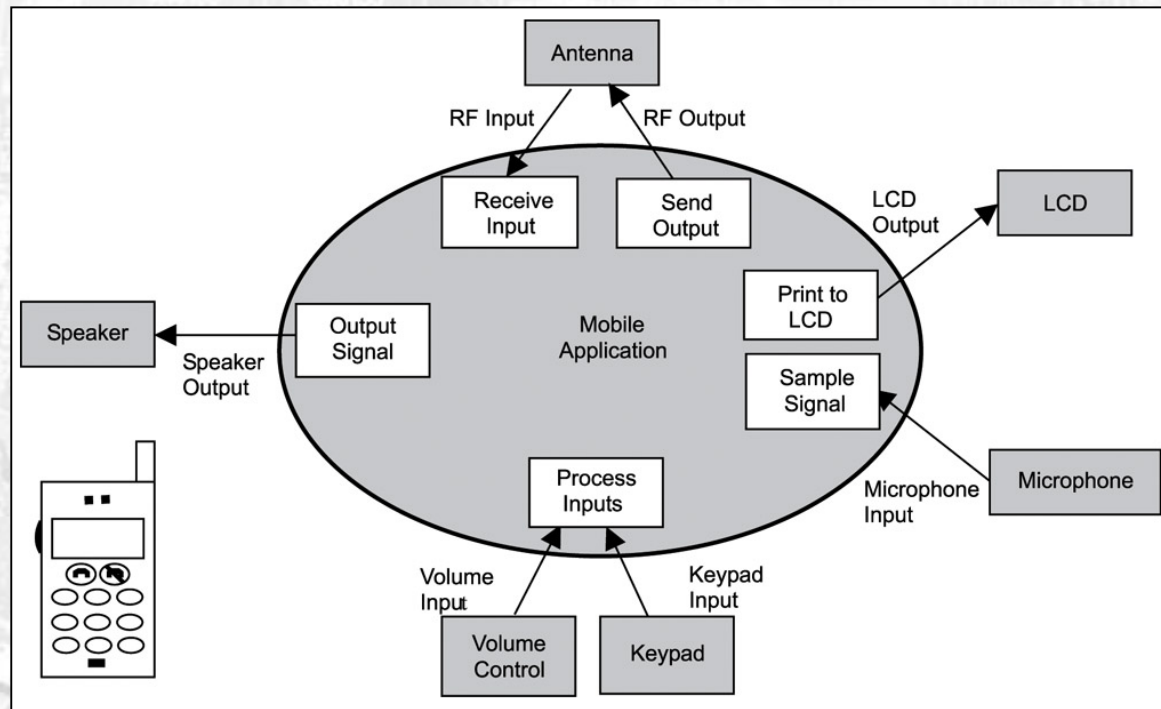 Antenna
RF Input
RF Output
Receive
Input
Send
Output
LCD
Output
LCD
Print to
LCD
Speaker
Output
Signal
Mobile
Application
Speaker
Output
Sample
Signal
Process
Inputs
Microphone
Input
Microphone
Volume
Input
Keypad
Input
Volume
Control
Keypad